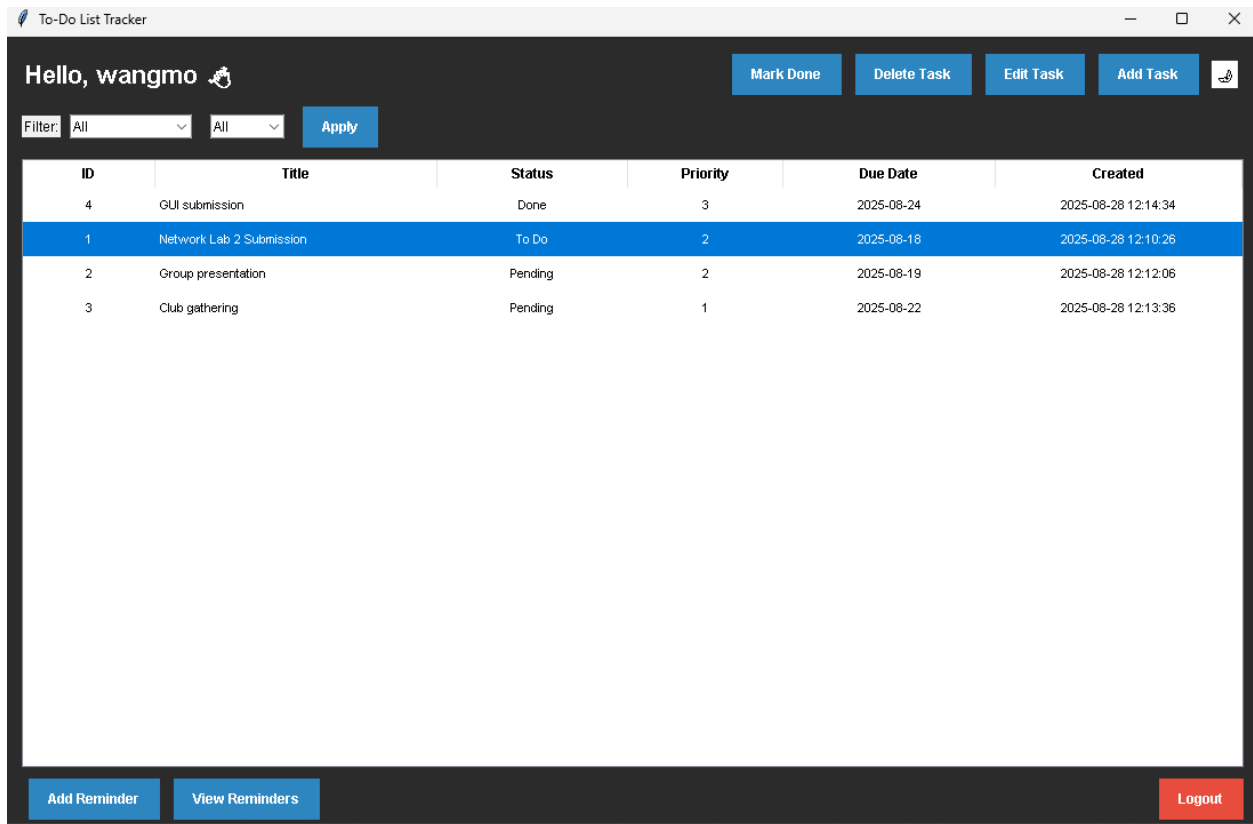 To-Do List Tracker
Hello, wangmo
Mark Done Delete Task Edit Task Add Task
Filter: All All Apply
ID Title Status Priority Due Date Created
4 GUI submission Done 3 2025-08-24 2025-08-28 12:14:34
1 Network Lab 2 Submission To Do 2 2025-08-18 2025-08-28 12:10:26
2 Group presentation Pending 2 2025-08-19 2025-08-28 12:12:06
3 Club gathering Pending 1 2025-08-22 2025-08-28 12:13:36
Add Reminder View Reminders Logout